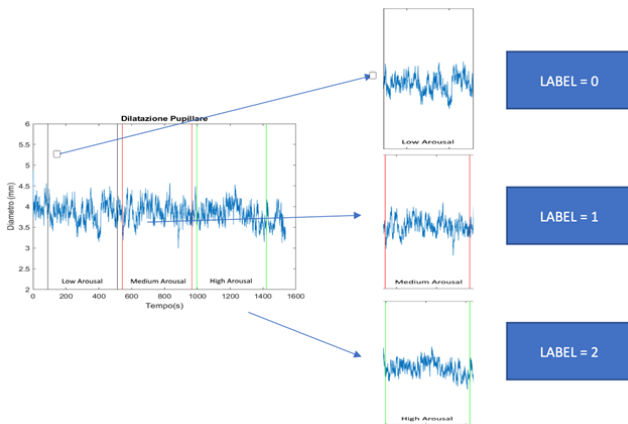 Dilatazione Pupillare
Diametro (mm)
6
5.5
5
4.5
4
3.5
3
2.5
2
Low Arousal
Medium Arousal
High Arousal
0
200
400
600
800
1000
1200
1400
1600
Tempo(s)
Low Arousal
LABEL = 0
Medium Arousal
LABEL = 1
High Arousal
LABEL = 2